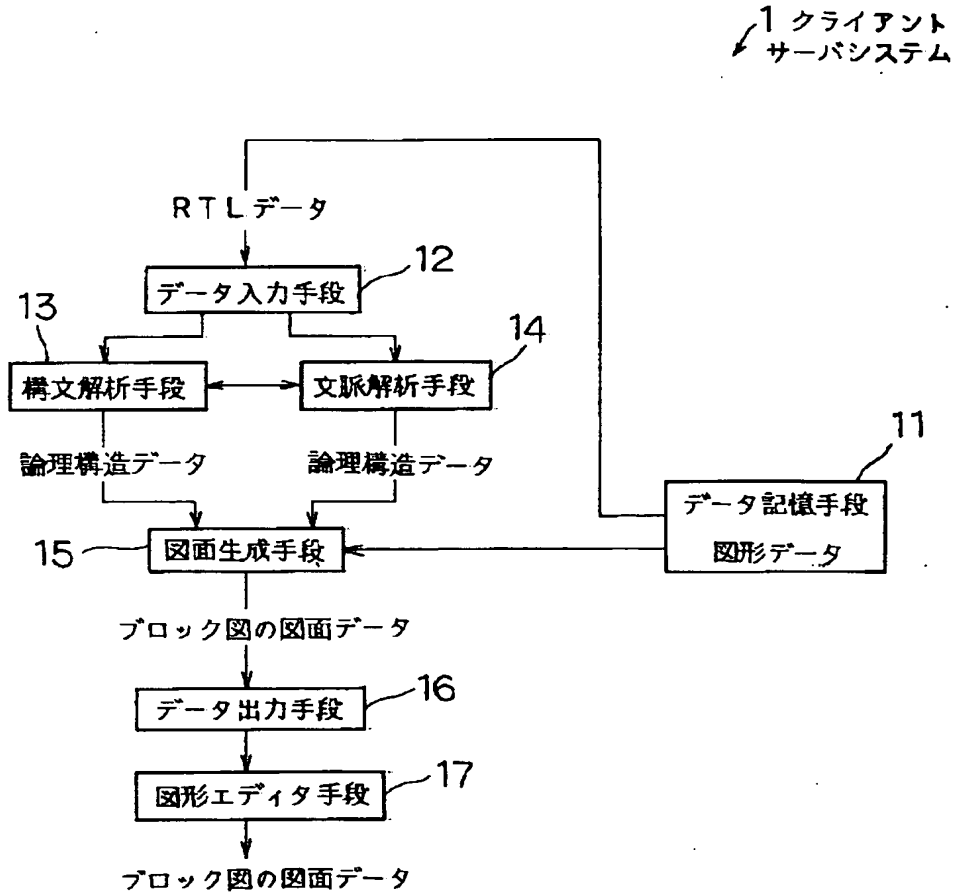 1 クライアント
サーバシステム
RTLデータ
12
データ入力手段
13
14
構文解析手段
文脈解析手段
11
論理構造データ
論理構造データ
データ記憶手段
図形データ
15
図面生成手段
ブロック図の図面データ
16
データ出力手段
17
図形エディタ手段
ブロック図の図面データ